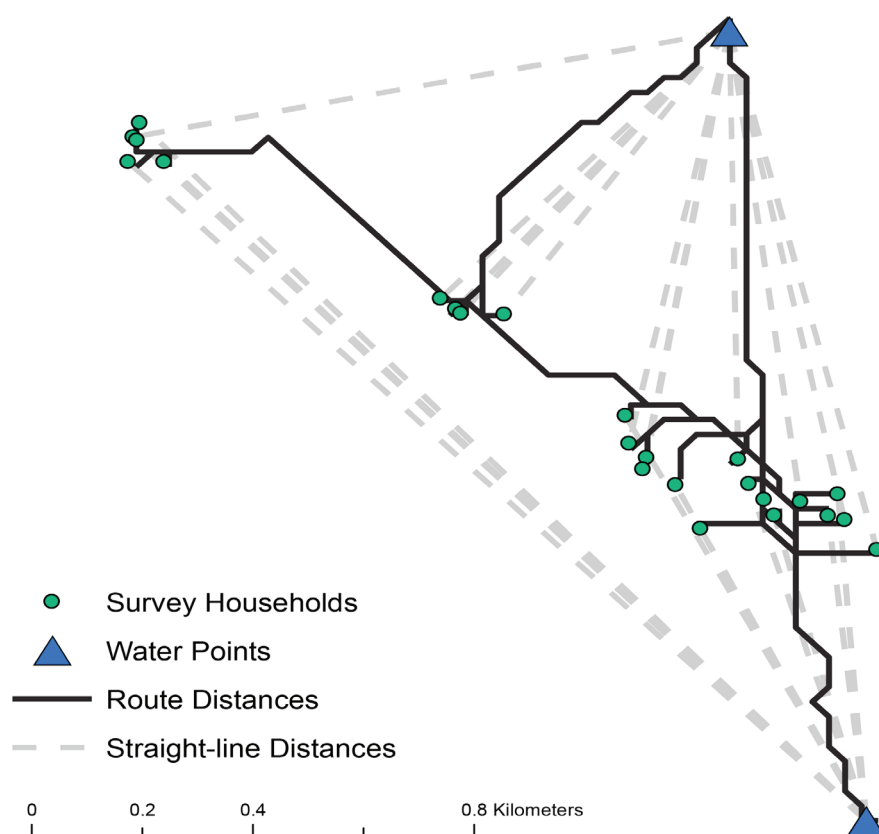 Survey Households
Water Points
Route Distances
Straight-line Distances
0 0.2 0.4 0.8 Kilometers